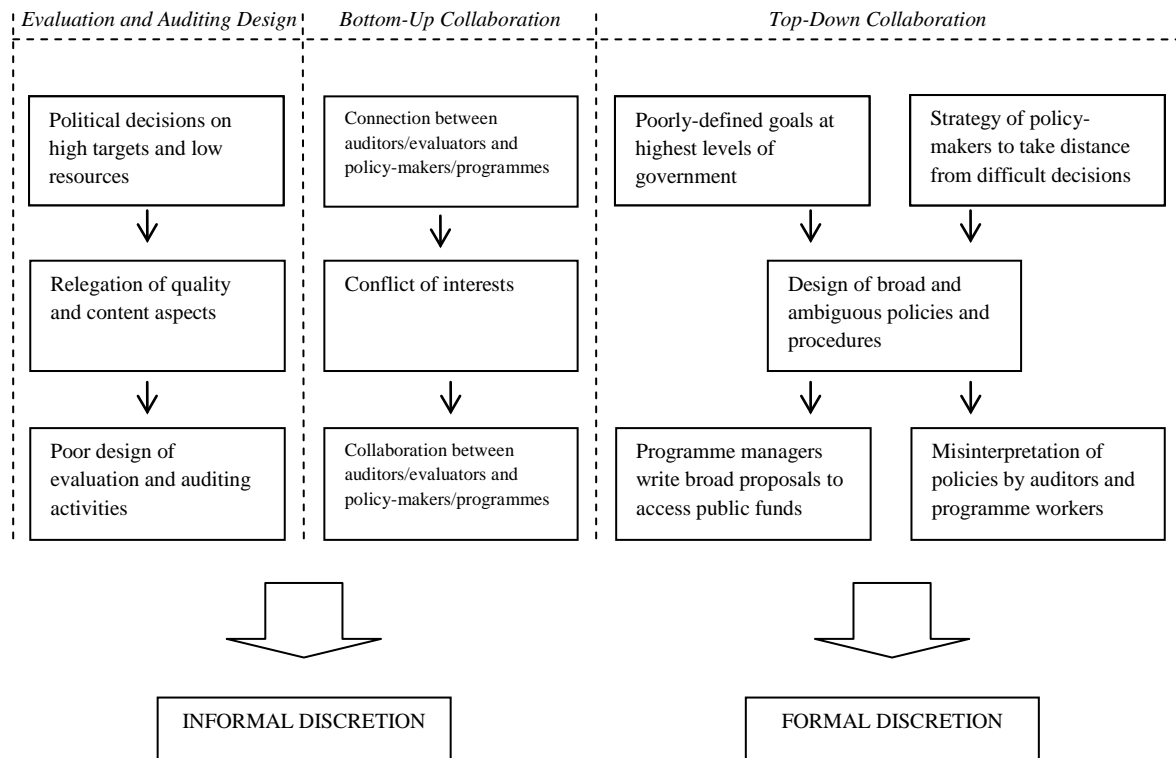 Evaluation and Auditing Design
Bottom-Up Collaboration
Top-Down Collaboration
Political decisions on
high targets and low
resources
Connection between
auditors/evaluators and
policy-makers/programmes
Poorly-defined goals at
highest levels of
government
Strategy of policy-
makers to take distance
from difficult decisions
Relegation of quality
and content aspects
Conflict of interests
Design of broad and
ambiguous policies and
procedures
Poor design of
evaluation and auditing
activities
Collaboration between
auditors/evaluators and
policy-makers/programmes
Programme managers
write broad proposals to
access public funds
Misinterpretation of
policies by auditors and
programme workers
INFORMAL DISCRETION
FORMAL DISCRETION